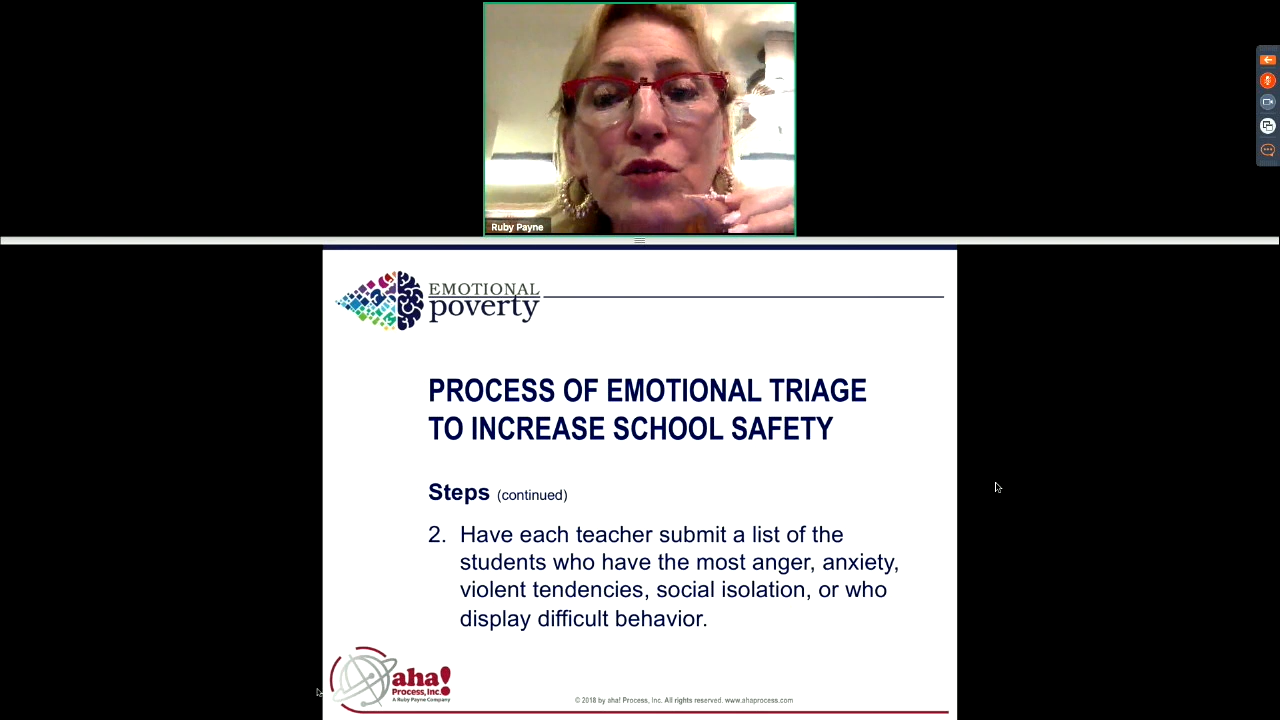 Ruby Payne
EMOTIONAL
poverty
PROCESS OF EMOTIONAL TRIAGE
TO INCREASE SCHOOL SAFETY
Steps (continued)
2. Have each teacher submit a list of the
students who have the most anger, anxiety,
violent tendencies, social isolation, or who
display difficult behavior.
aha!
Process, Inc.
A Ruby Payne Company
© 2018 by aha! Process, Inc. All rights reserved. www.ahaprocess.com